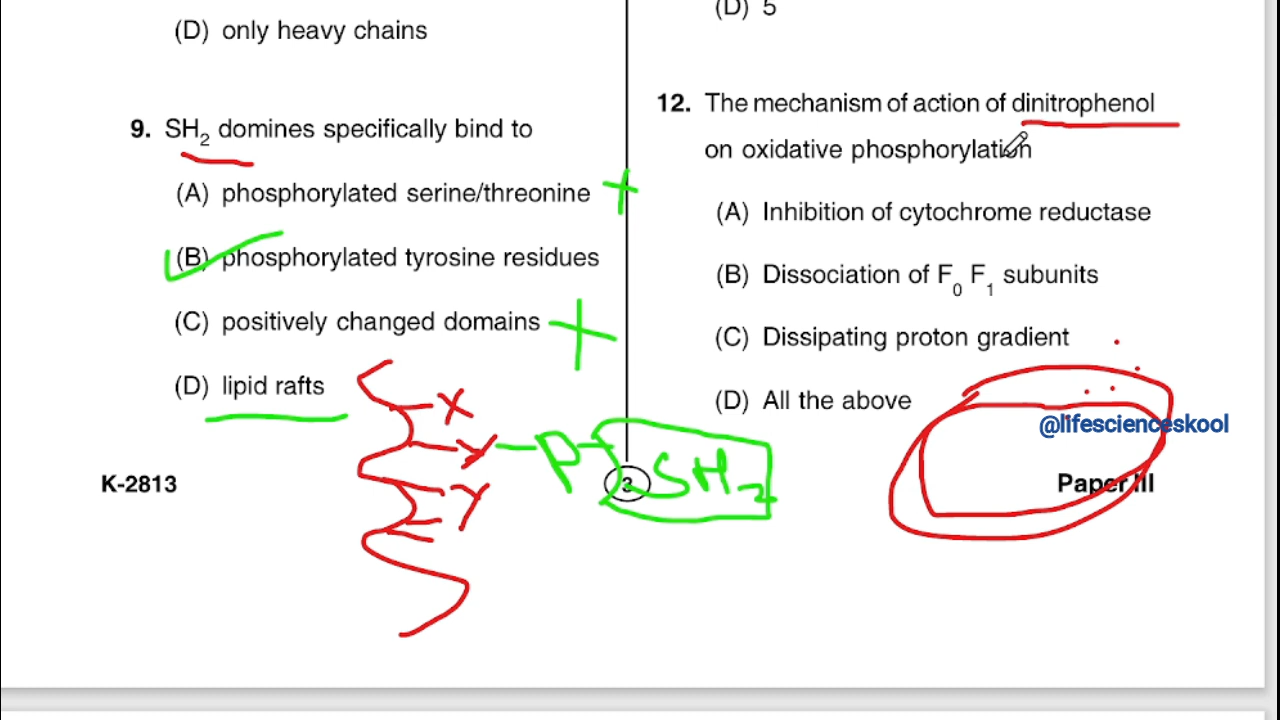 (D) only heavy chains
9. SH2 domines specifically bind to
(A) phosphorylated serine/threonine
(B) phosphorylated tyrosine residues
(C) positively changed domains
(D) lipid rafts
X
Y - P - SH2
Y
K-2813
3
(D) 5
12. The mechanism of action of dinitrophenol
on oxidative phosphorylation
(A) Inhibition of cytochrome reductase
(B) Dissociation of F0 F1 subunits
(C) Dissipating proton gradient
(D) All the above
@lifescienceskool
Paper III